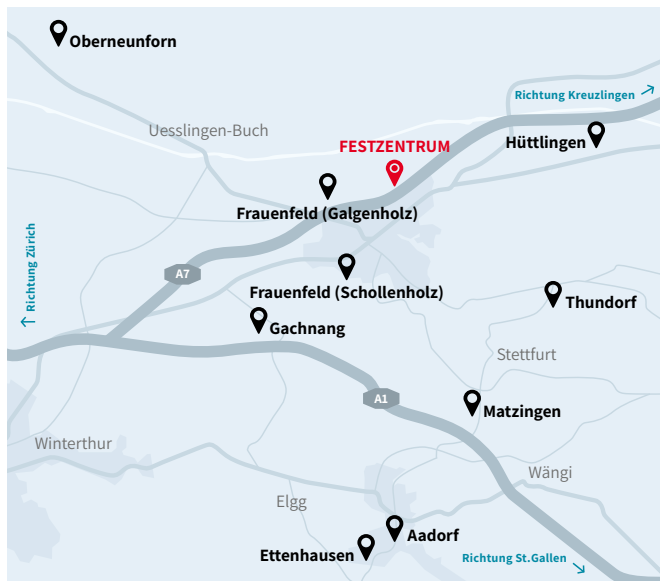 Oberneunforn
Richtung Kreuzlingen
Uesslingen-Buch
Hüttlingen
FESTZENTRUM
Frauenfeld (Galgenholz)
Richtung Zürich
A7
Frauenfeld (Schollenholz)
Thundorf
Gachnang
Stettfurt
A1
Matzingen
Winterthur
Wängi
Elgg
Aadorf
Ettenhausen
Richtung St.Gallen